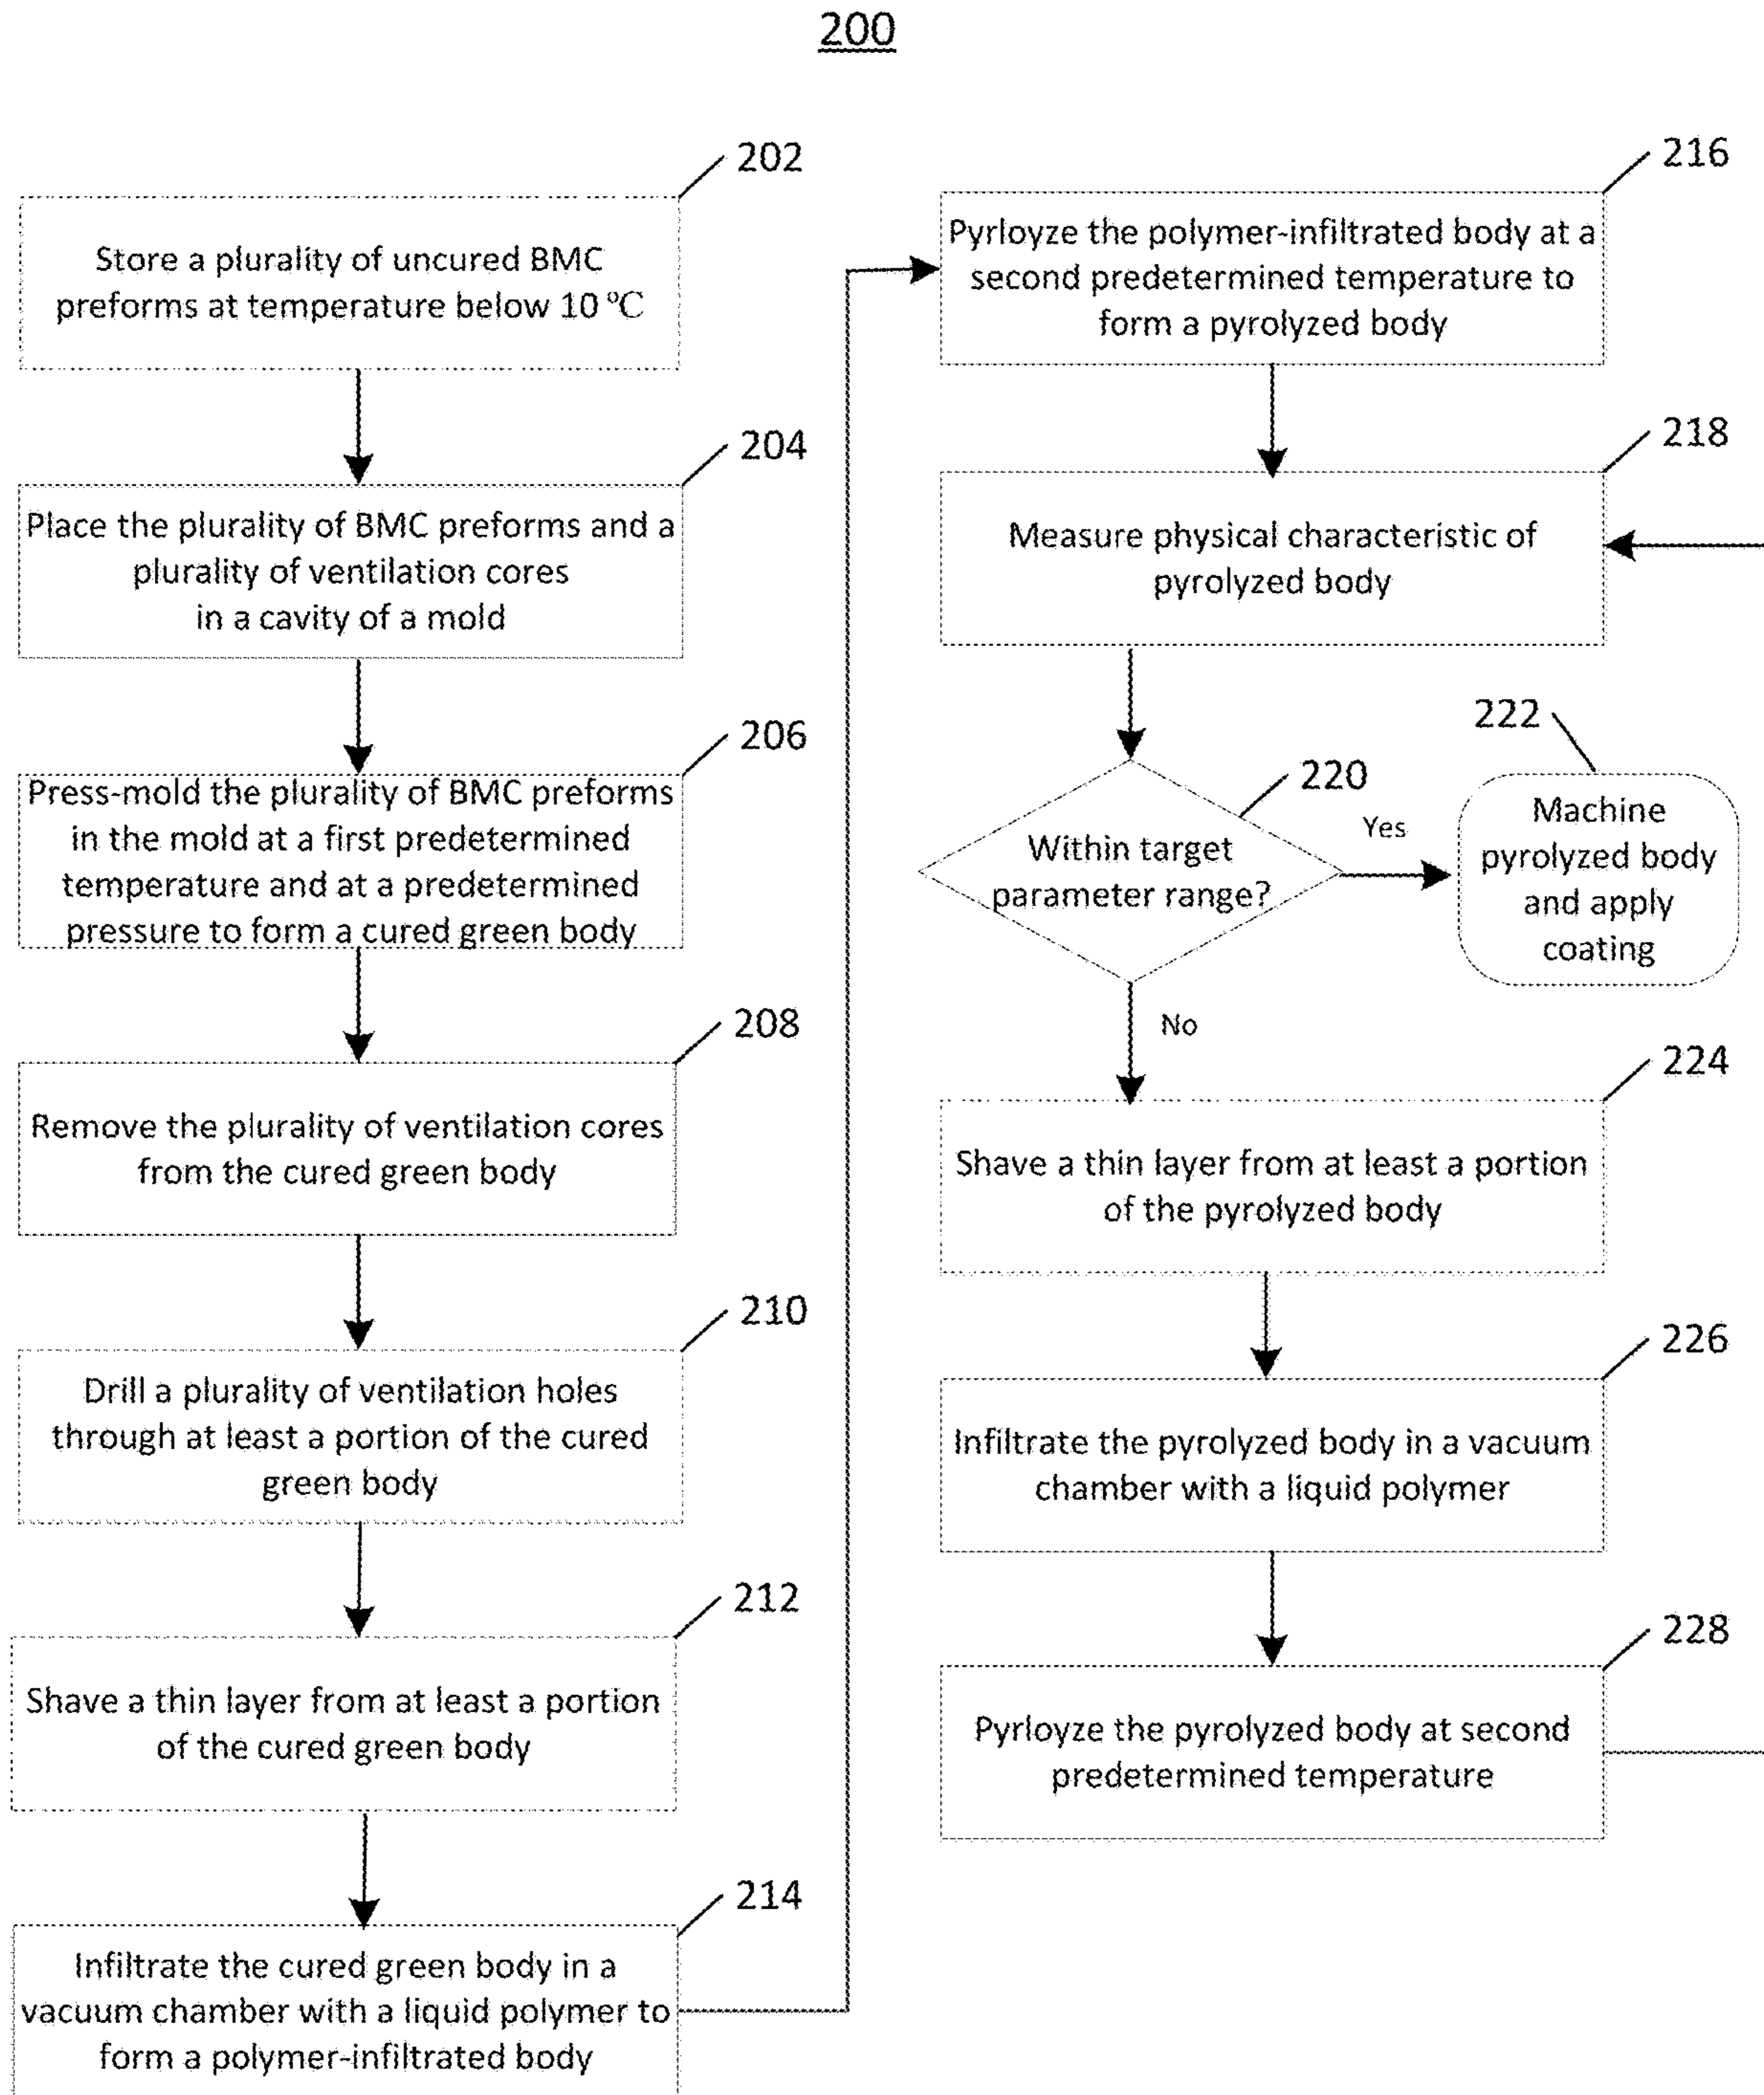 200
202
Store a plurality of uncured BMC
preforms at temperature below 10 ℃
204
Place the plurality of BMC preforms and a
plurality of ventilation cores
in a cavity of a mold
206
Press-mold the plurality of BMC preforms
in the mold at a first predetermined
temperature and at a predetermined
pressure to form a cured green body
208
Remove the plurality of ventilation cores
from the cured green body
210
Drill a plurality of ventilation holes
through at least a portion of the cured
green body
212
Shave a thin layer from at least a portion
of the cured green body
214
Infiltrate the cured green body in a
vacuum chamber with a liquid polymer to
form a polymer-infiltrated body
216
Pyrloyze the polymer-infiltrated body at a
second predetermined temperature to
form a pyrolyzed body
218
Measure physical characteristic of
pyrolyzed body
220
Within target
parameter range?
Yes
222
Machine
pyrolyzed body
and apply
coating
No
224
Shave a thin layer from at least a portion
of the pyrolyzed body
226
Infiltrate the pyrolyzed body in a vacuum
chamber with a liquid polymer
228
Pyrloyze the pyrolyzed body at second
predetermined temperature